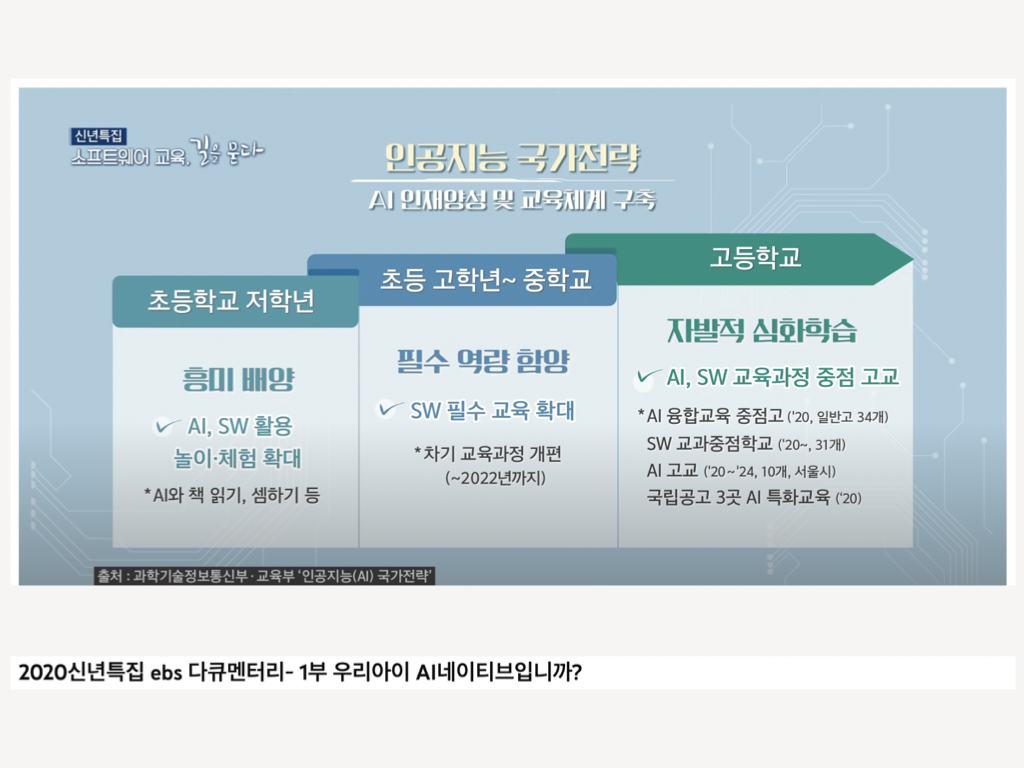 신년특집
소프트웨어 교육, 길을 묻다
인공지능 국가전략
AI 인재양성 및 교육체계 구축
초등학교 저학년
흥미 배양
AI, SW 활용
놀이·체험 확대
*AI와 책 읽기, 셈하기 등
초등 고학년~ 중학교
필수 역량 함양
SW 필수 교육 확대
*차기 교육과정 개편
(~2022년까지)
고등학교
자발적 심화학습
AI, SW 교육과정 중점 고교
*AI 융합교육 중점고 ('20, 일반고 34개)
SW 교과중점학교 ('20~, 31개)
AI 고교 ('20~'24, 10개, 서울시)
국립공고 3곳 AI 특화교육 ('20)
출처 : 과학기술정보통신부·교육부 '인공지능(AI) 국가전략'
2020신년특집 ebs 다큐멘터리- 1부 우리아이 AI네이티브입니까?